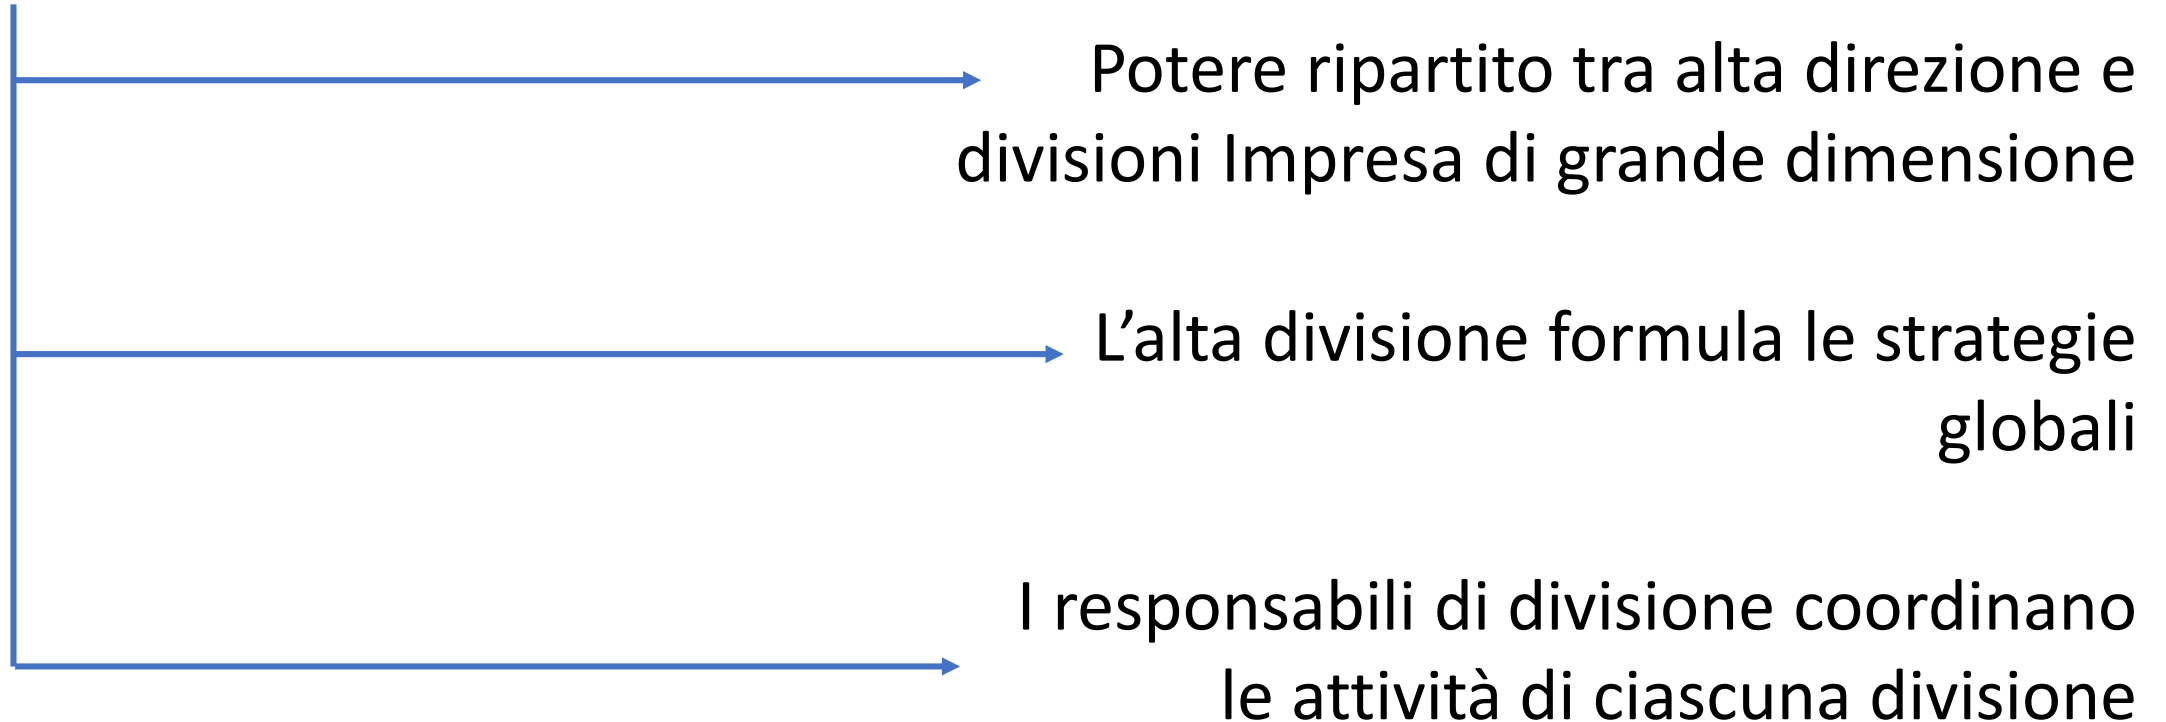 Potere ripartito tra alta direzione e
divisioni Impresa di grande dimensione
L’alta divisione formula le strategie
globali
I responsabili di divisione coordinano
le attività di ciascuna divisione